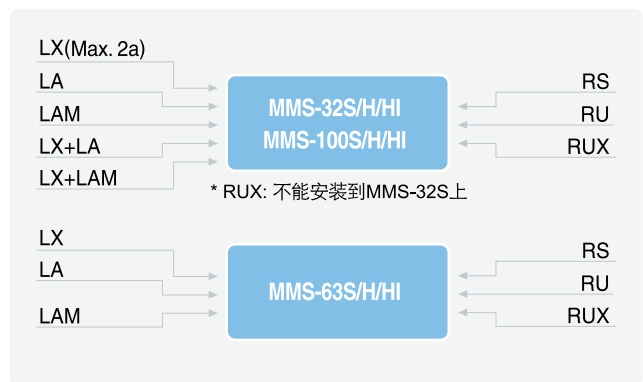 LX(Max. 2a)
LA
LAM
LX+LA
LX+LAM
MMS-32S/H/HI
MMS-100S/H/HI
RS
RU
RUX
* RUX: 不能安装到MMS-32S上
LX
LA
LAM
MMS-63S/H/HI
RS
RU
RUX